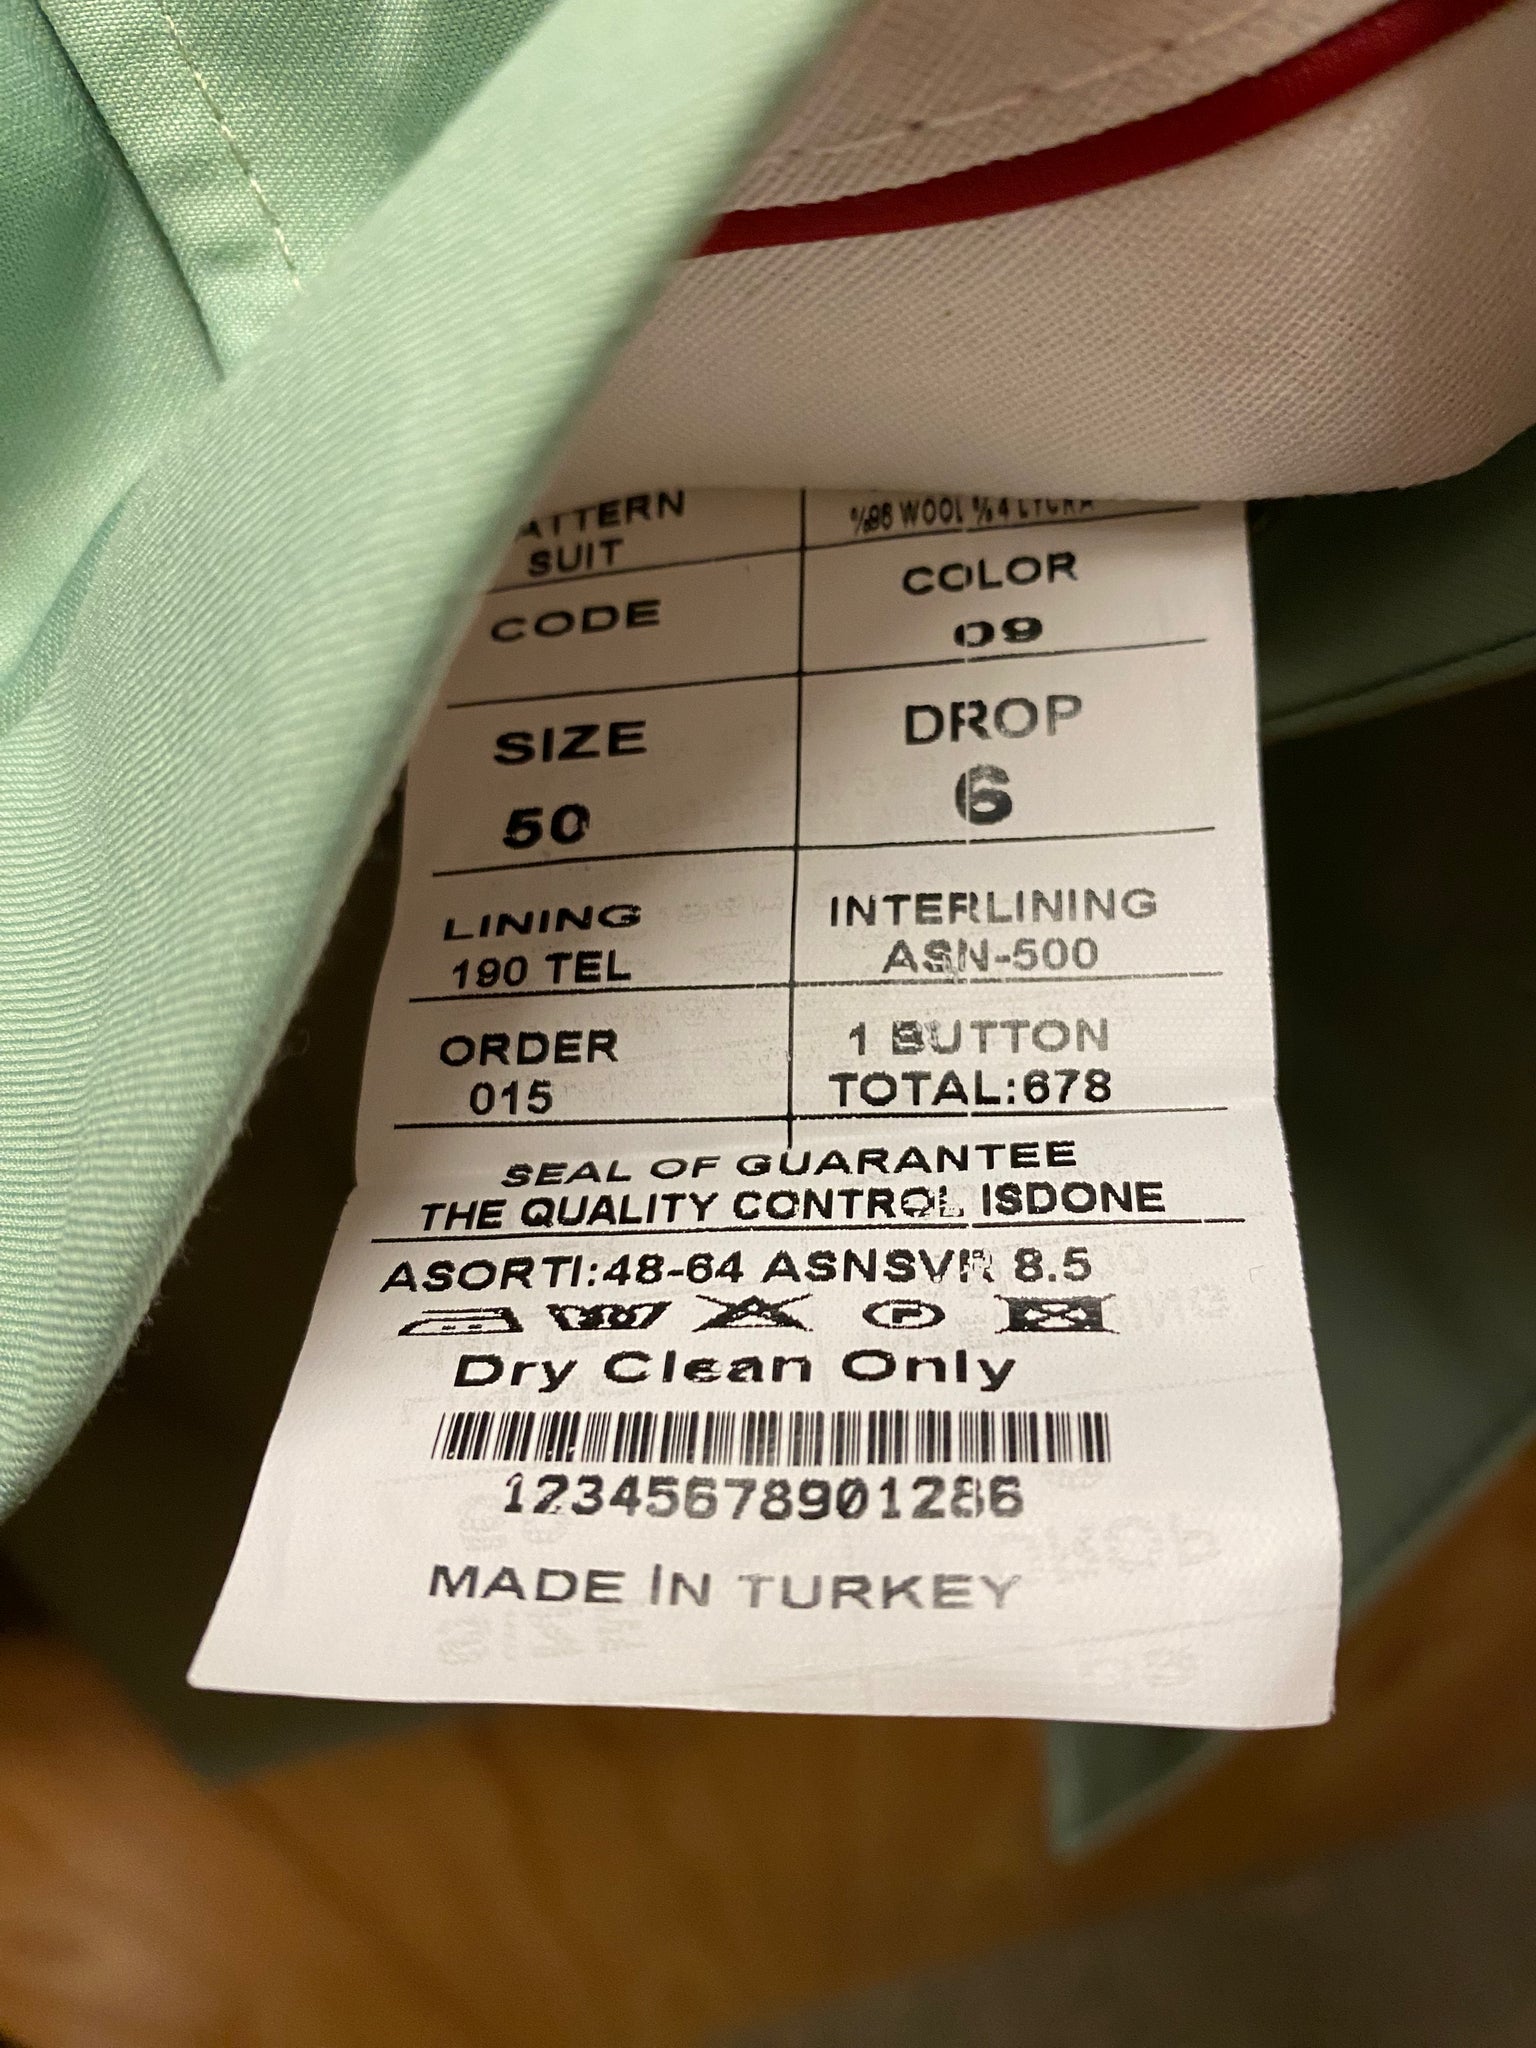 ATTERN
SUIT
%96 WOOL %4 LYCRA
CODE
COLOR
09
SIZE
50
DROP
6
LINING
190 TEL
INTERLINING
ASN-500
ORDER
015
1 BUTTON
TOTAL:678
SEAL OF GUARANTEE
THE QUALITY CONTROL ISDONE
ASORTI:48-64 ASNSVR 8.5
P
Dry Clean Only
12345678901286
MADE IN TURKEY